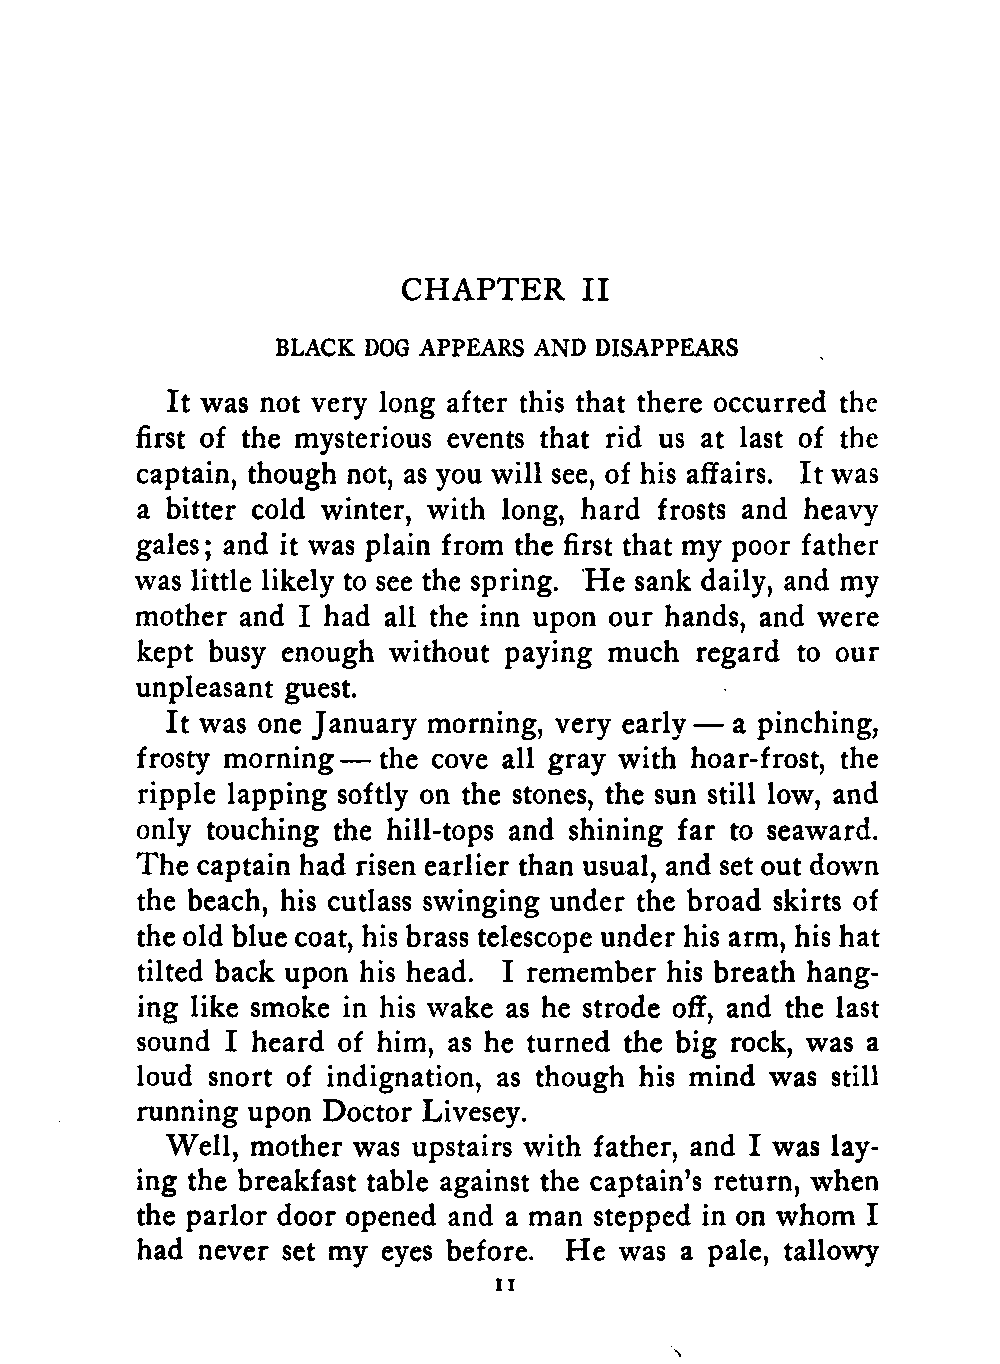 CHAPTER II
BLACK DOG APPEARS AND DISAPPEARS
It was not very long after this that there occurred the
first of the mysterious events that rid us at last of the
captain, though not, as you will see, of his affairs. It was
a bitter cold winter, with long, hard frosts and heavy
gales; and it was plain from the first that my poor father
was little likely to see the spring. He sank daily, and my
mother and I had all the inn upon our hands, and were
kept busy enough without paying much regard to our
unpleasant guest.
It was one January morning, very early — a pinching,
frosty morning — the cove all gray with hoar-frost, the
ripple lapping softly on the stones, the sun still low, and
only touching the hill-tops and shining far to seaward.
The captain had risen earlier than usual, and set out down
the beach, his cutlass swinging under the broad skirts of
the old blue coat, his brass telescope under his arm, his hat
tilted back upon his head. I remember his breath hang-
ing like smoke in his wake as he strode off, and the last
sound I heard of him, as he turned the big rock, was a
loud snort of indignation, as though his mind was still
running upon Doctor Livesey.
Well, mother was upstairs with father, and I was lay-
ing the breakfast table against the captain's return, when
the parlor door opened and a man stepped in on whom I
had never set my eyes before. He was a pale, tallowy
11